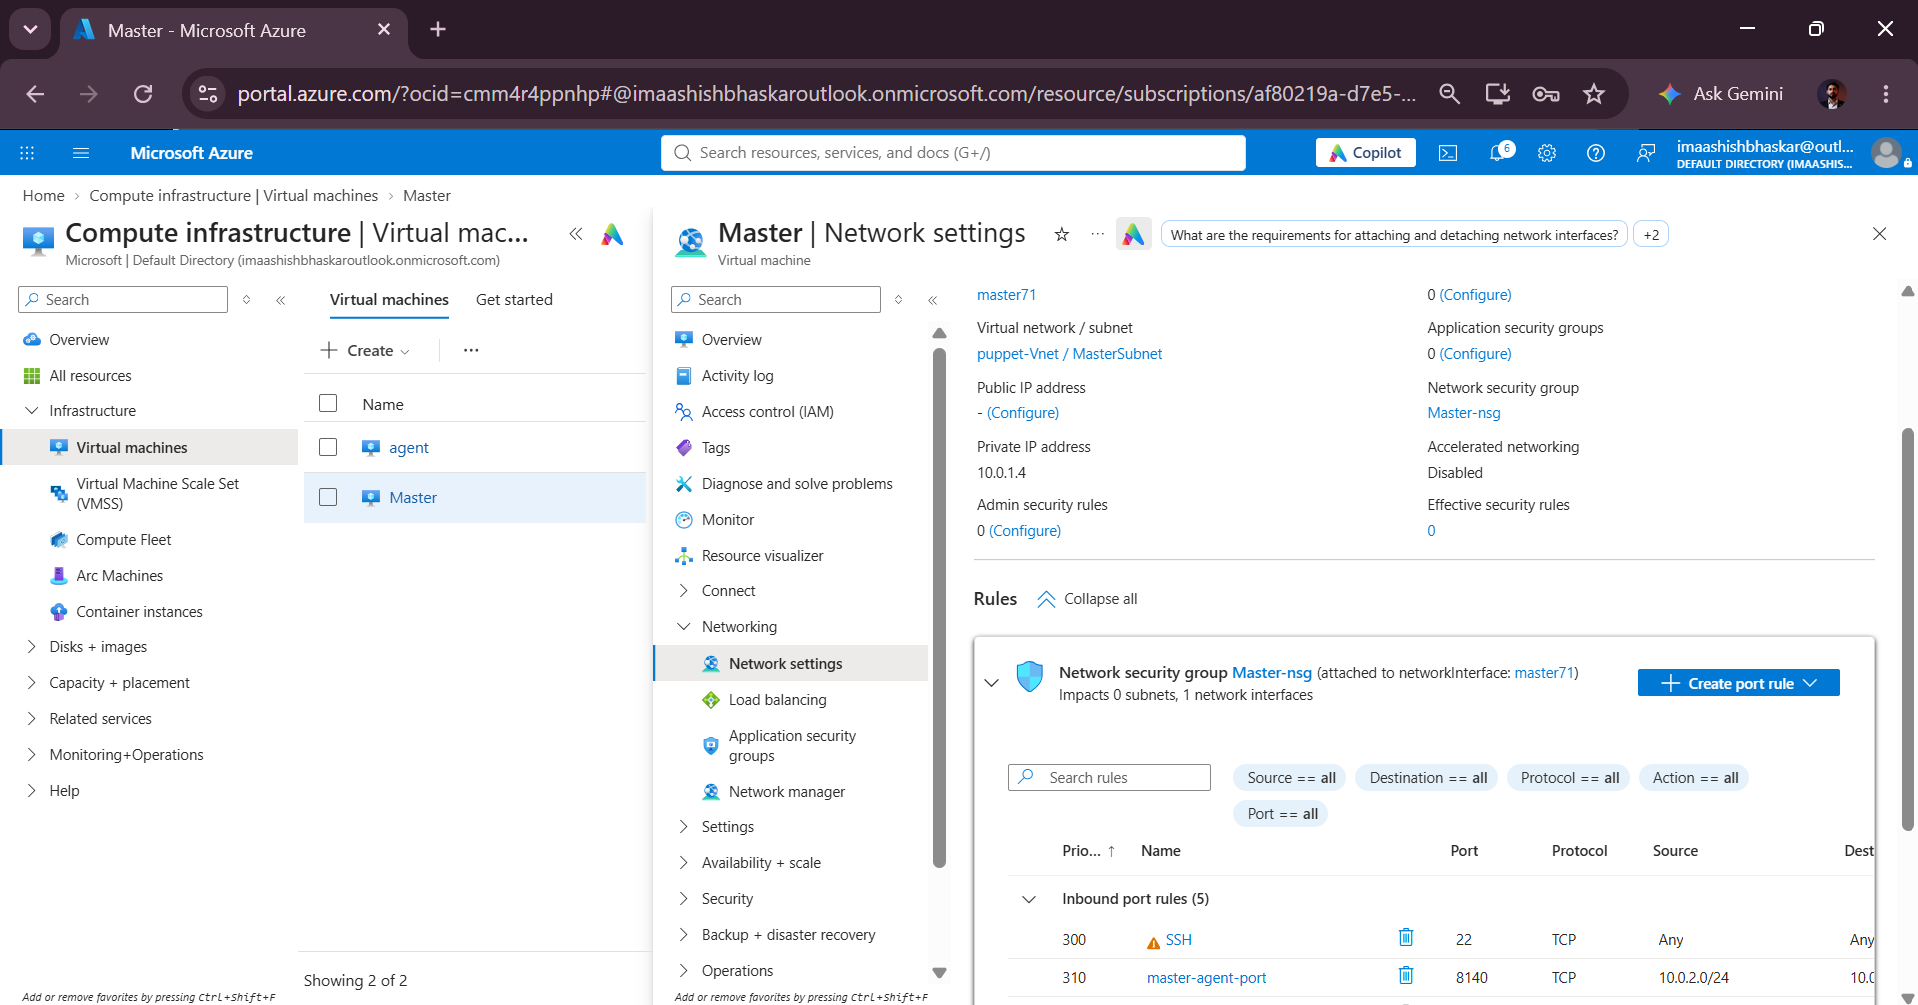 Master - Microsoft Azure
portal.azure.com/?ocid=cmm4r4ppnhp#@imaashishbhaskaroutlook.onmicrosoft.com/resource/subscriptions/af80219a-d7e5-...
Ask Gemini
Microsoft Azure
Search resources, services, and docs (G+/)
Copilot
6
imaashishbhaskar@outl...
DEFAULT DIRECTORY (IMAASHIS...
Home > Compute infrastructure | Virtual machines > Master
Compute infrastructure | Virtual mac...
Microsoft | Default Directory (imaashishbhaskaroutlook.onmicrosoft.com)
Search
Overview
All resources
Infrastructure
Virtual machines
Virtual Machine Scale Set
(VMSS)
Compute Fleet
Arc Machines
Container instances
Disks + images
Capacity + placement
Related services
Monitoring+Operations
Help
Add or remove favorites by pressing Ctrl+Shift+F
Virtual machines Get started
Create
...
Name
agent
Master
Showing 2 of 2
Master | Network settings
Virtual machine
...
What are the requirements for attaching and detaching network interfaces?
+2
Search
Overview
Activity log
Access control (IAM)
Tags
Diagnose and solve problems
Monitor
Resource visualizer
Connect
Networking
Network settings
Load balancing
Application security
groups
Network manager
Settings
Availability + scale
Security
Backup + disaster recovery
Operations
Add or remove favorites by pressing Ctrl+Shift+F
master71
0 (Configure)
Virtual network / subnet
Application security groups
puppet-Vnet / MasterSubnet
0 (Configure)
Public IP address
Network security group
- (Configure)
Master-nsg
Private IP address
Accelerated networking
10.0.1.4
Disabled
Admin security rules
Effective security rules
0 (Configure)
0
Rules Collapse all
Network security group Master-nsg (attached to networkInterface: master71)
Impacts 0 subnets, 1 network interfaces
Create port rule
Search rules
Source == all Destination == all Protocol == all Action == all
Port == all
Prio... ↑ Name Port Protocol Source Dest
Inbound port rules (5)
300 SSH 22 TCP Any Any
310 master-agent-port 8140 TCP 10.0.2.0/24 10.0